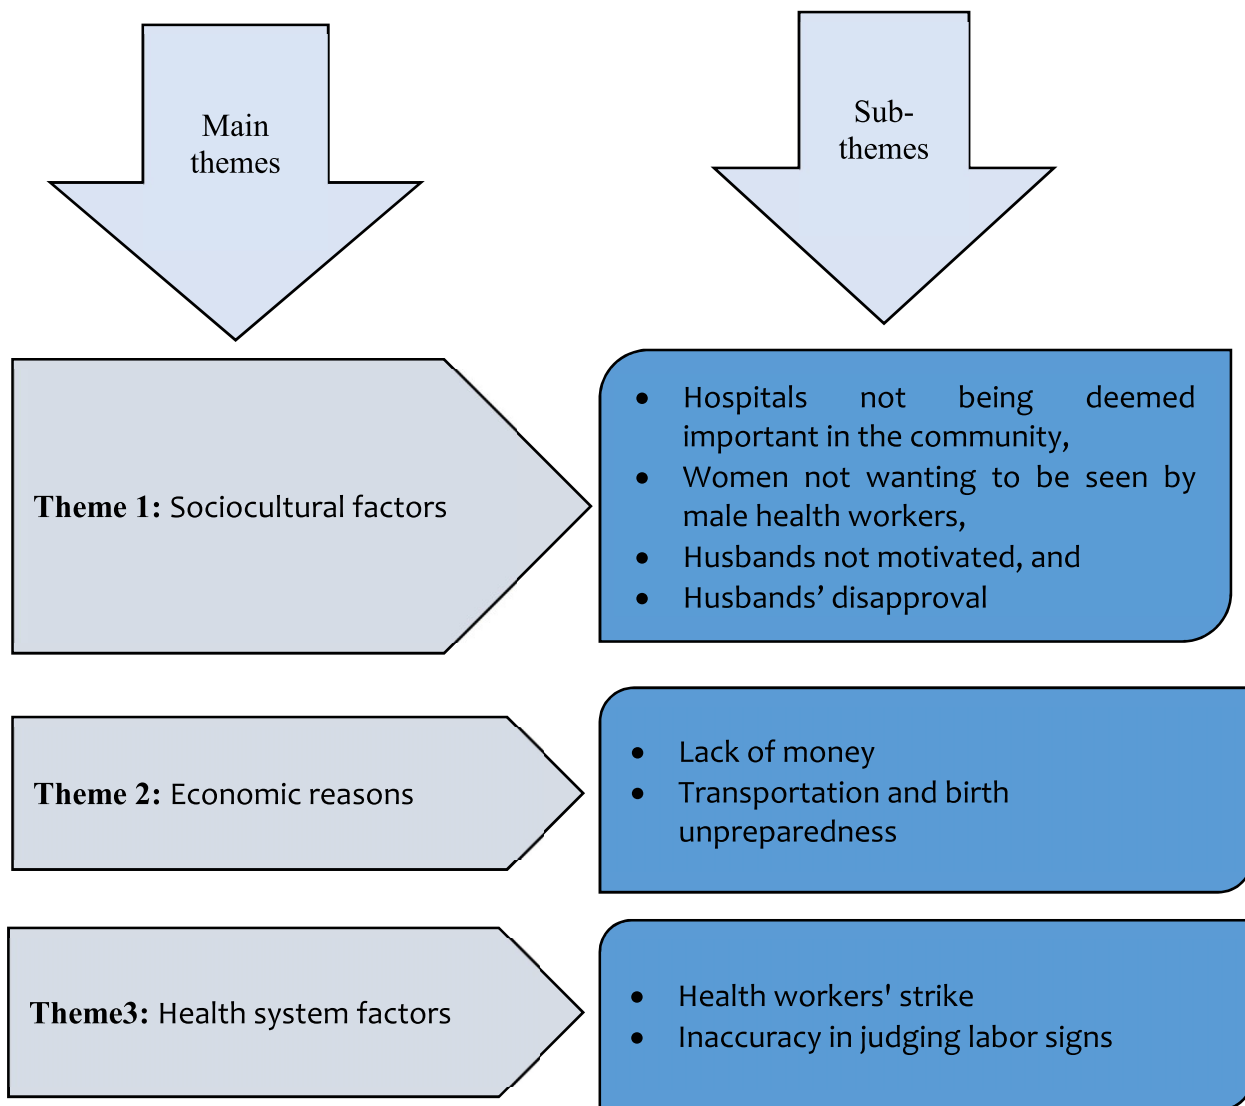 Main
themes
Sub-
themes
Theme 1: Sociocultural factors
• Hospitals not being deemed
important in the community,
• Women not wanting to be seen by
male health workers,
• Husbands not motivated, and
• Husbands’ disapproval
Theme 2: Economic reasons
• Lack of money
• Transportation and birth
unpreparedness
Theme3: Health system factors
• Health workers' strike
• Inaccuracy in judging labor signs